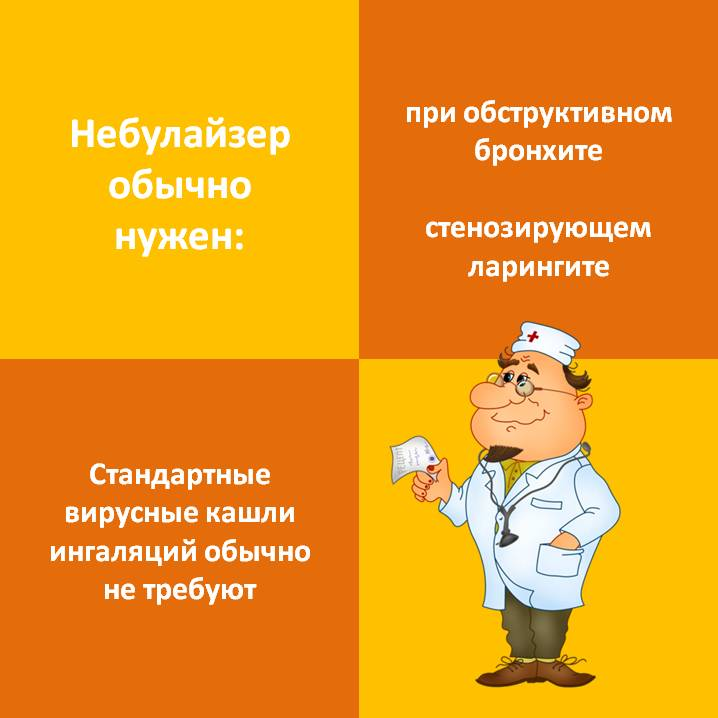 Небулайзер
обычно
нужен:
при обструктивном
бронхите
стенозирующем
ларингите
Стандартные
вирусные кашли
ингаляций обычно
не требуют